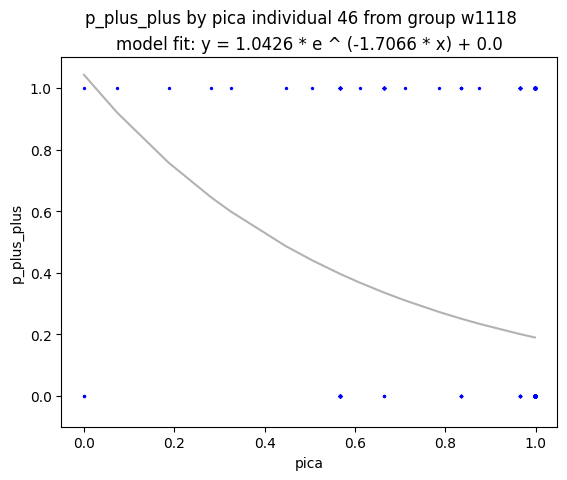 p_plus_plus by pica individual 46 from group w1118
model fit: y = 1.0426 * e ^ (-1.7066 * x) + 0.0
1.0
0.8
0.6
0.4
0.2
0.0
p_plus_plus
0.0 0.2 0.4 0.6 0.8 1.0
pica